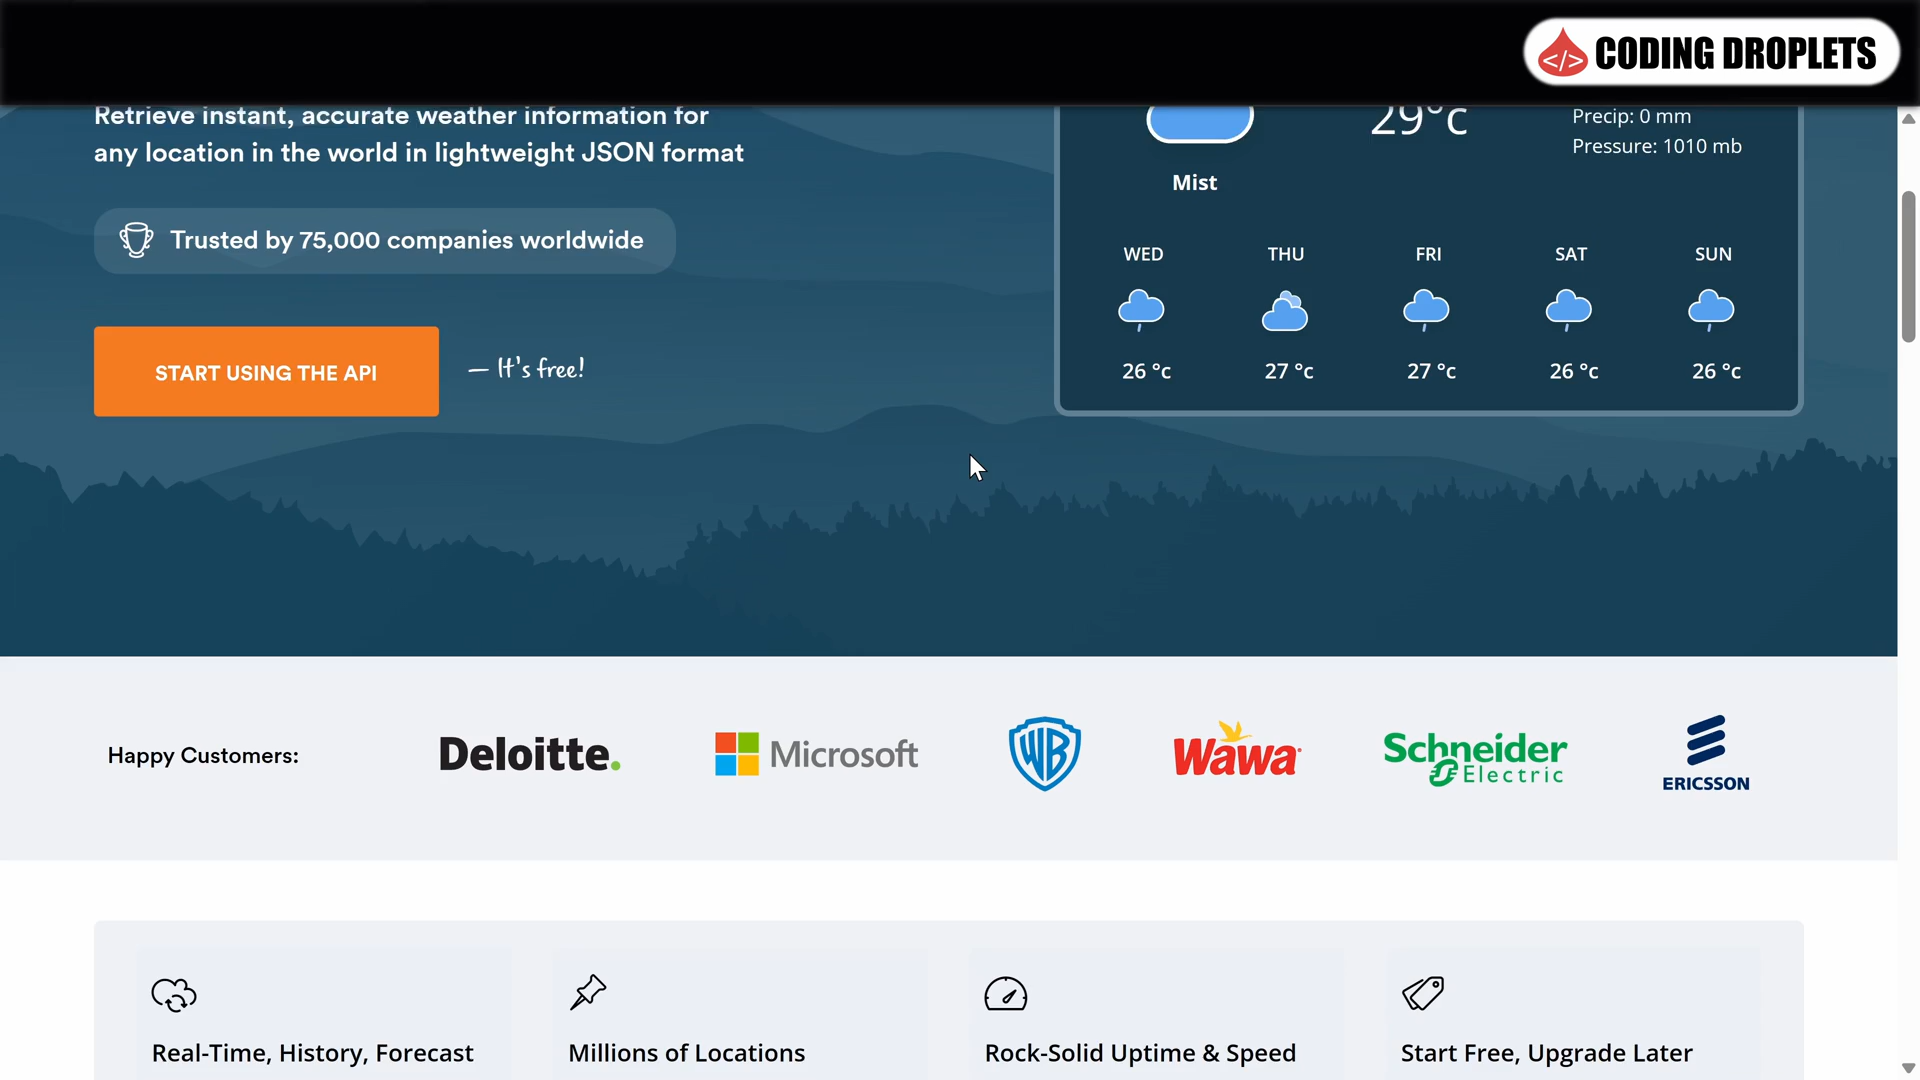 CODING DROPLETS
Retrieve instant, accurate weather information for
any location in the world in lightweight JSON format
Trusted by 75,000 companies worldwide
START USING THE API
– It's free!
29°c
Precip: 0 mm
Pressure: 1010 mb
Mist
WED THU FRI SAT SUN
26 °c 27 °c 27 °c 26 °c 26 °c
Happy Customers:
Deloitte.
Microsoft
WB
Wawa
Schneider
Electric
ERICSSON
Real-Time, History, Forecast
Millions of Locations
Rock-Solid Uptime & Speed
Start Free, Upgrade Later